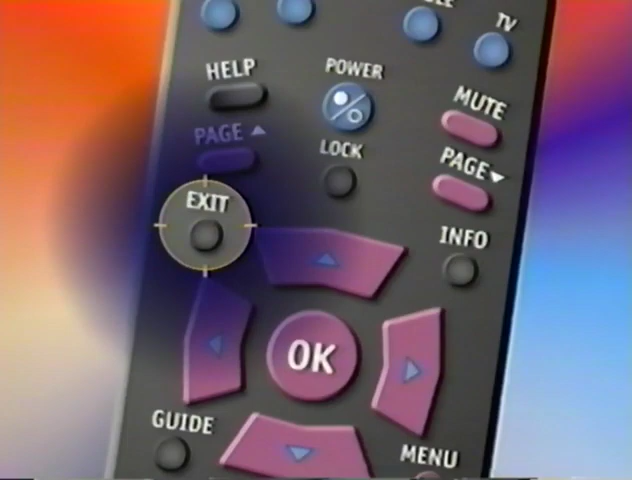 TV
HELP
POWER
MUTE
PAGE ▲
LOCK
PAGE ▼
EXIT
INFO
OK
GUIDE
MENU